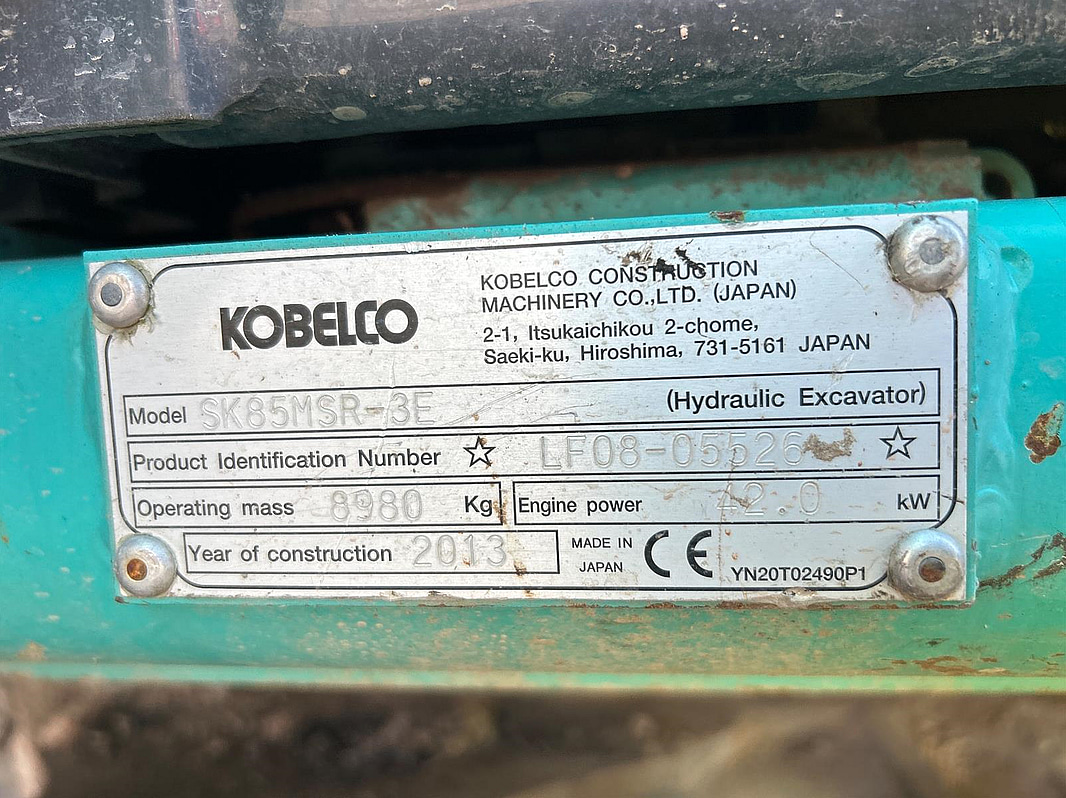 KOBELCO
KOBELCO CONSTRUCTION
MACHINERY CO.,LTD. (JAPAN)
2-1, Itsukaichikou 2-chome,
Saeki-ku, Hiroshima, 731-5161 JAPAN
Model SK85MSR-3E (Hydraulic Excavator)
Product Identification Number ☆ LF08-05526 ☆
Operating mass 8980 Kg Engine power 42.0 kW
Year of construction 2013 MADE IN
JAPAN
CE
YN20T02490P1